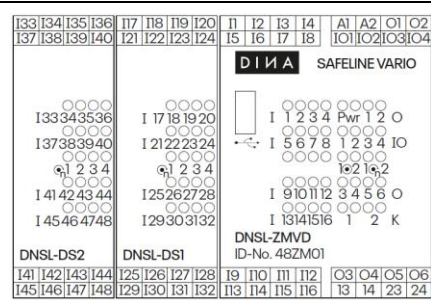 I33 I34 I35 I36 I17 I18 I19 I20 I1 I2 I3 I4 A1 A2 O1 O2
I37 I38 I39 I40 I21 I22 I23 I24 I5 I6 I7 I8 IO1 IO2 IO3 IO4
DINA SAFELINE VARIO
I 33 34 35 36 I 17 18 19 20 I 1 2 3 4 Pwr 1 2 O
I 37 38 39 40 I 21 22 23 24 I 5 6 7 8 1 2 3 4 IO
n 1 2 3 4 n 1 2 3 4 1 2 1 n 2
I 41 42 43 44 I 25 26 27 28 I 9 10 11 12 3 4 5 6 O
I 45 46 47 48 I 29 30 31 32 I 13 14 15 16 1 2 K
DNSL-DS2 DNSL-DS1 DNSL-ZMVD
ID-No. 48ZM01
I41 I42 I43 I44 I25 I26 I27 I28 I9 I10 I11 I12 O3 O4 O5 O6
I45 I46 I47 I48 I29 I30 I31 I32 I13 I14 I15 I16 13 14 23 24